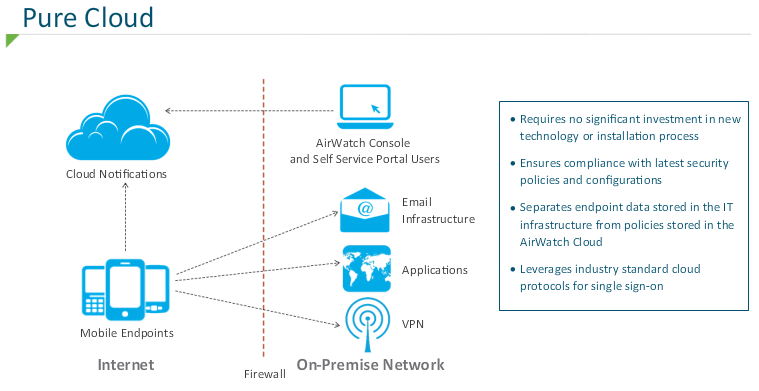 Pure Cloud
Cloud Notifications
AirWatch Console
and Self Service Portal Users
@
Email
Infrastructure
Applications
VPN
Mobile Endpoints
Internet
Firewall
On-Premise Network
• Requires no significant investment in new
technology or installation process
• Ensures compliance with latest security
policies and configurations
• Separates endpoint data stored in the IT
infrastructure from policies stored in the
AirWatch Cloud
• Leverages industry standard cloud
protocols for single sign-on